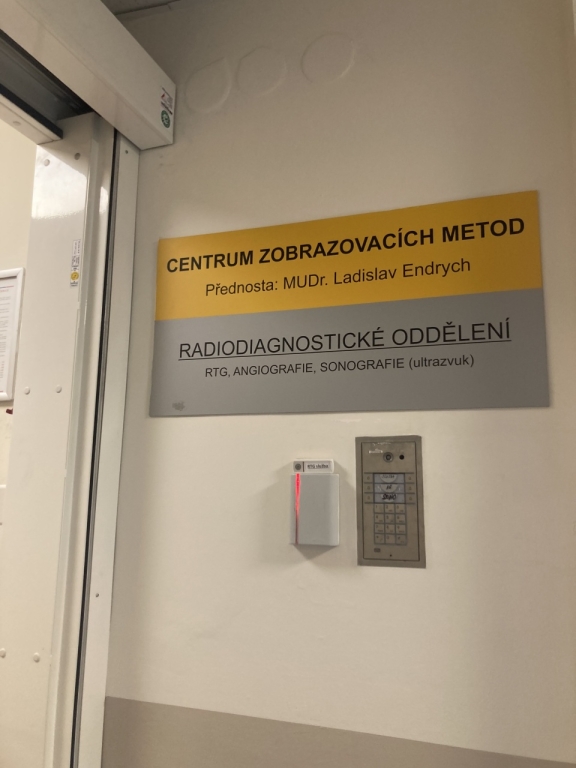 CENTRUM ZOBRAZOVACÍCH METOD
Přednosta: MUDr. Ladislav Endrych
RADIODIAGNOSTICKÉ ODDĚLENÍ
RTG, ANGIOGRAFIE, SONOGRAFIE (ultrazvuk)